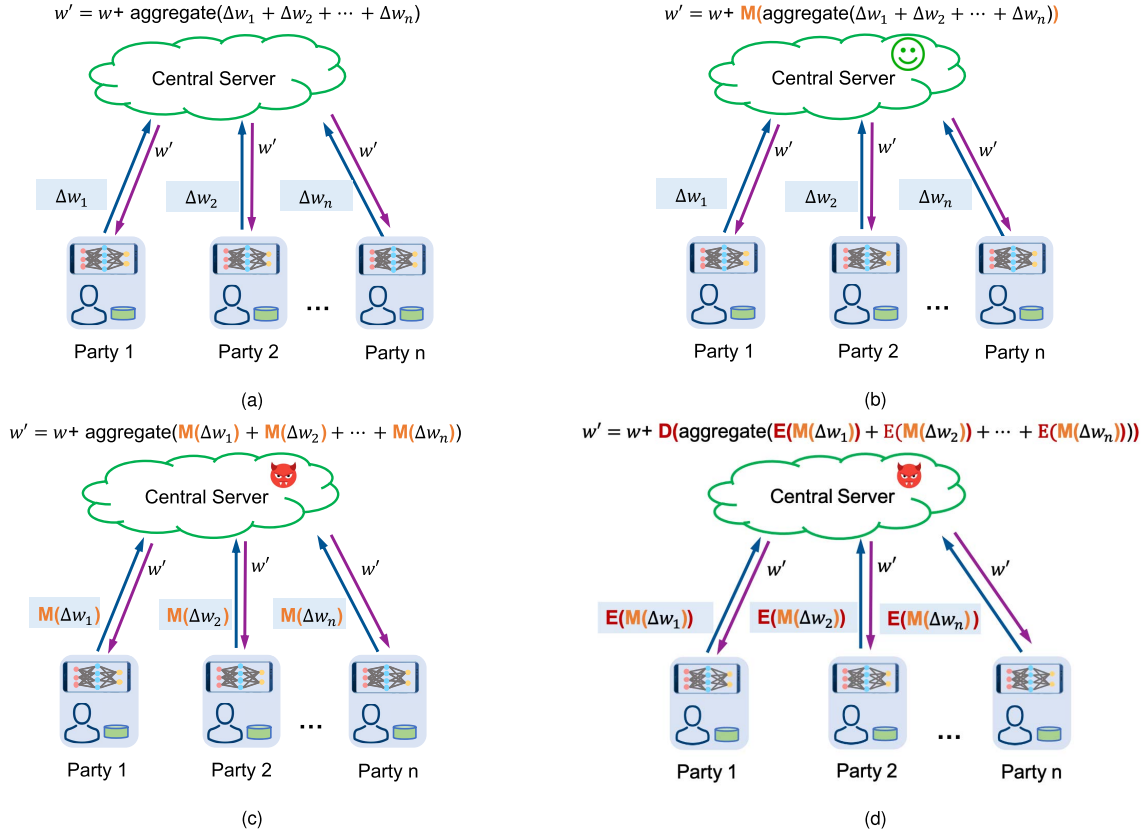 w′ = w+ aggregate(Δw₁ + Δw₂ + ⋯ + Δwₙ)
Central Server
w′ w′ w′
Δw₁ Δw₂ Δwₙ
...
Party 1 Party 2 Party n
(a)
w′ = w+ M(aggregate(Δw₁ + Δw₂ + ⋯ + Δwₙ))
Central Server
w′ w′ w′
Δw₁ Δw₂ Δwₙ
...
Party 1 Party 2 Party n
(b)
w′ = w+ aggregate(M(Δw₁) + M(Δw₂) + ⋯ + M(Δwₙ))
Central Server
w′ w′ w′
M(Δw₁) M(Δw₂) M(Δwₙ)
...
Party 1 Party 2 Party n
(c)
w′ = w+ D(aggregate(E(M(Δw₁)) + E(M(Δw₂)) + ⋯ + E(M(Δwₙ))))
Central Server
w′ w′ w′
E(M(Δw₁)) E(M(Δw₂)) E(M(Δwₙ))
...
Party 1 Party 2 Party n
(d)